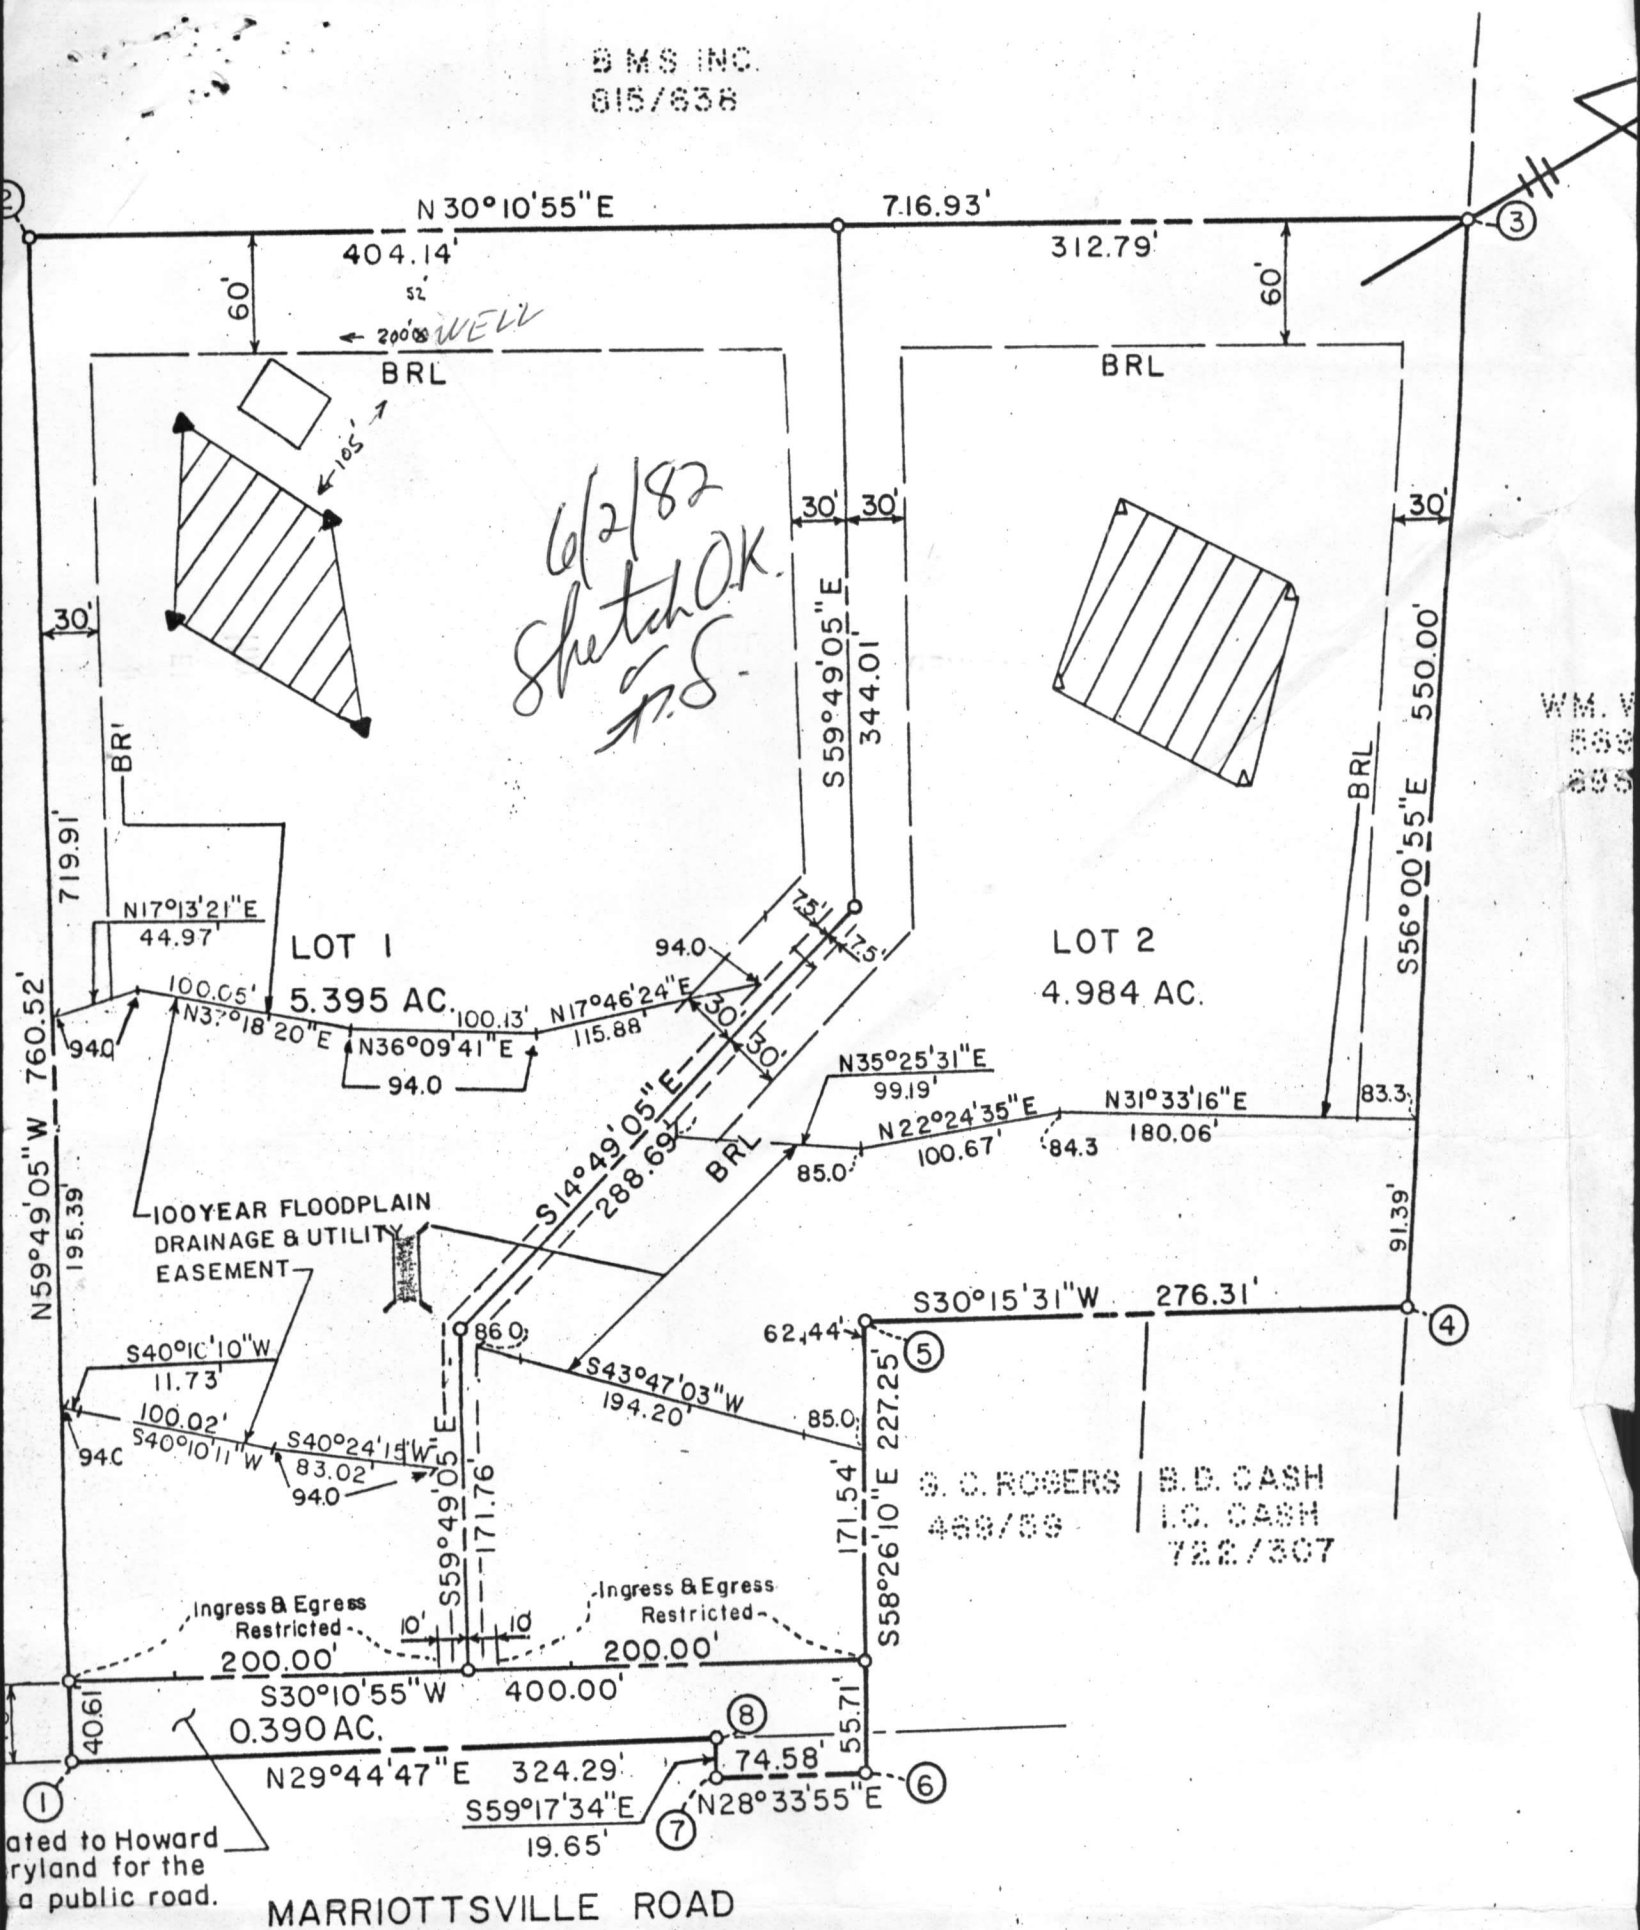 B M S INC.
815/638
2
N 30°10'55"E
716.93'
3
404.14'
312.79'
60'
52'
200' WELL
60'
BRL
BRL
105'
6/2/82
Sketch O.K.
30'
30'
30'
30'
S59°49'05"E
344.01'
S56°00'55"E 550.00'
WM. W
BR'
BRL
719.91'
N17°13'21"E
44.97'
LOT 1
5.395 AC.
94.0
7.5'
7.5'
LOT 2
4.984 AC.
100.05'
N37°18'20"E
100.13'
N36°09'41"E
N17°46'24"E
115.88'
30'
30'
94.0
94.0
N59°49'05"W 760.52'
N35°25'31"E
99.19'
N22°24'35"E
100.67'
N31°33'16"E
180.06'
83.3
85.0
84.3
BRL
S14°49'05"E
288.69'
195.39'
91.39'
100 YEAR FLOODPLAIN
DRAINAGE & UTILITY
EASEMENT
S30°15'31"W 276.31'
4
62.44'
5
86.0
S40°10'10"W
11.73'
S43°47'03"W
194.20'
85.0
100.02'
S40°10'11"W
S40°24'15"W
83.02'
94.0
94.0
S59°49'05"E
171.76'
171.54'
S58°26'10"E 227.25'
G. C. ROGERS
469/59
B.D. CASH
I.C. CASH
722/307
Ingress & Egress
Restricted
Ingress & Egress
Restricted
10'
10'
200.00'
200.00'
S30°10'55"W 400.00'
40.61'
0.390 AC.
55.71'
8
74.58'
N29°44'47"E 324.29'
S59°17'34"E
19.65'
N28°33'55"E
6
7
1
ated to Howard
ryland for the
a public road.
MARRIOTTSVILLE ROAD